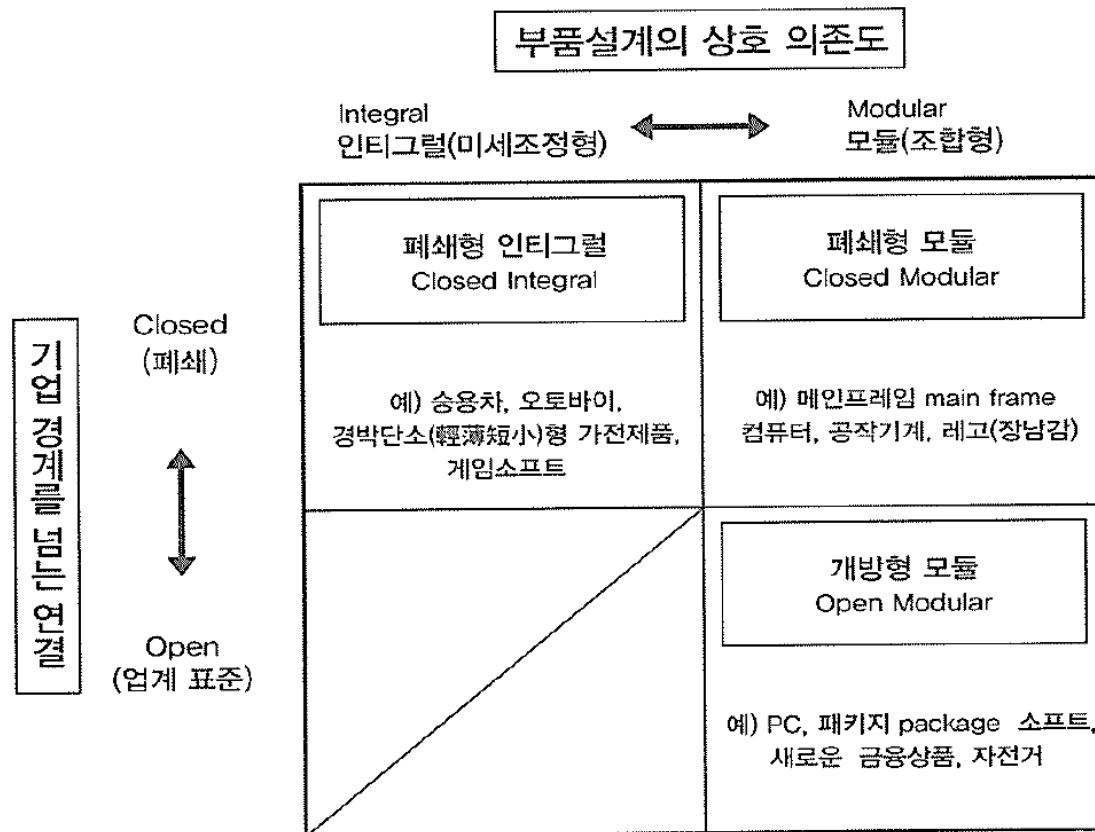 부품설계의 상호 의존도
Integral
인티그럴(미세조정형)
Modular
모듈(조합형)
기업 경계를 넘는 연결
Closed
(폐쇄)
Open
(업계 표준)
폐쇄형 인티그럴
Closed Integral
예) 승용차, 오토바이,
경박단소(輕薄短小)형 가전제품,
게임소프트
폐쇄형 모듈
Closed Modular
예) 메인프레임 main frame
컴퓨터, 공작기계, 레고(장남감)
개방형 모듈
Open Modular
예) PC, 패키지 package 소프트,
새로운 금융상품, 자전거